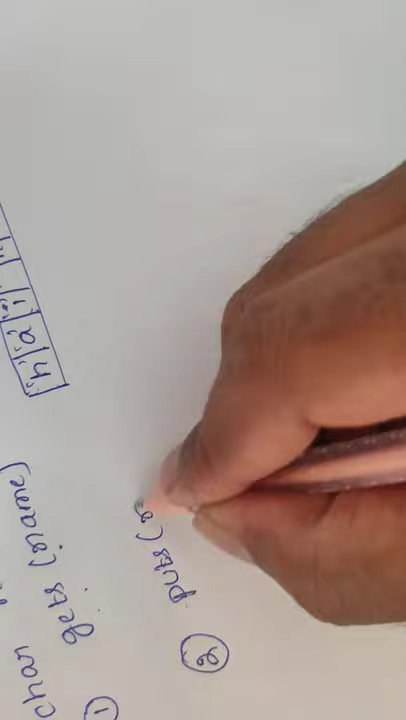 char
'h' 'a' 'i'
① gets (name)
② puts (